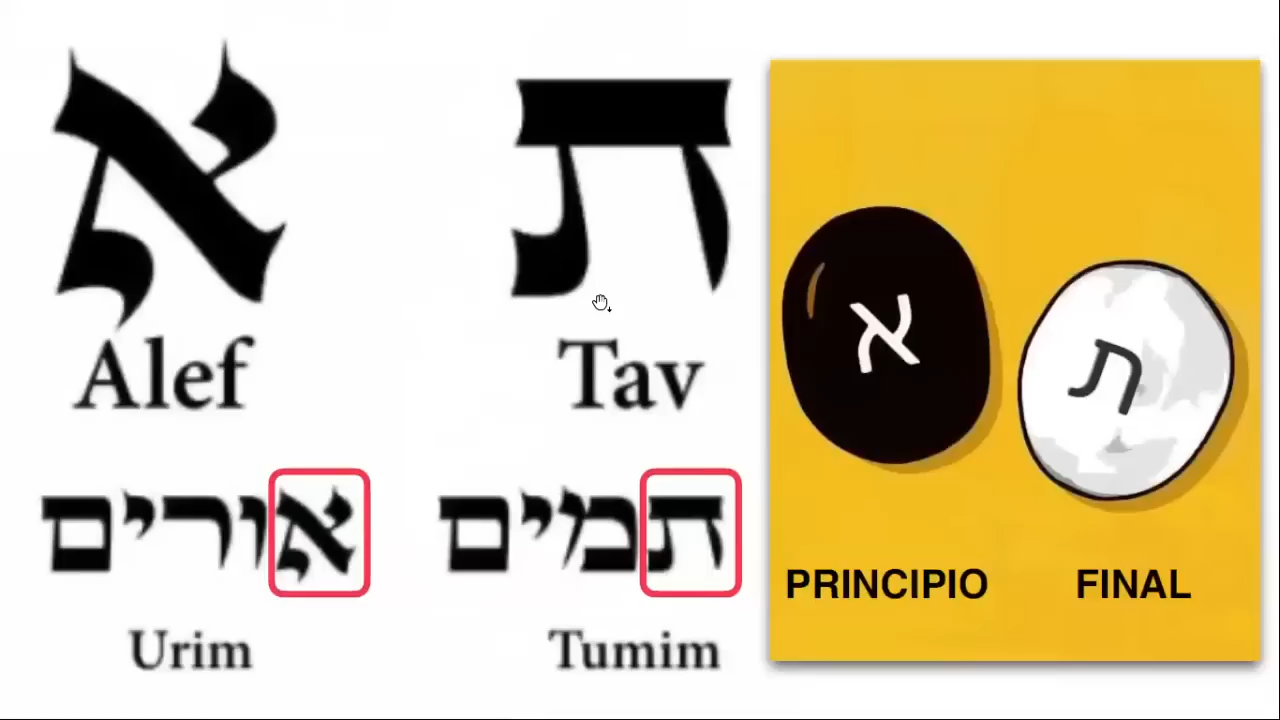 א
ת
Alef
Tav
אורים
תמים
Urim
Tumim
א
ת
PRINCIPIO
FINAL